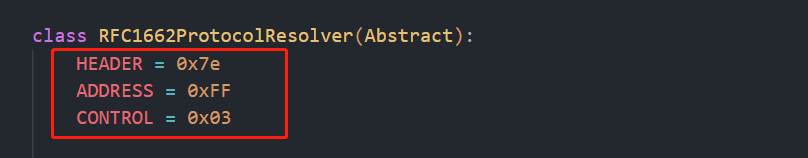 class RFC1662ProtocolResolver(Abstract):
HEADER = 0x7e
ADDRESS = 0xFF
CONTROL = 0x03